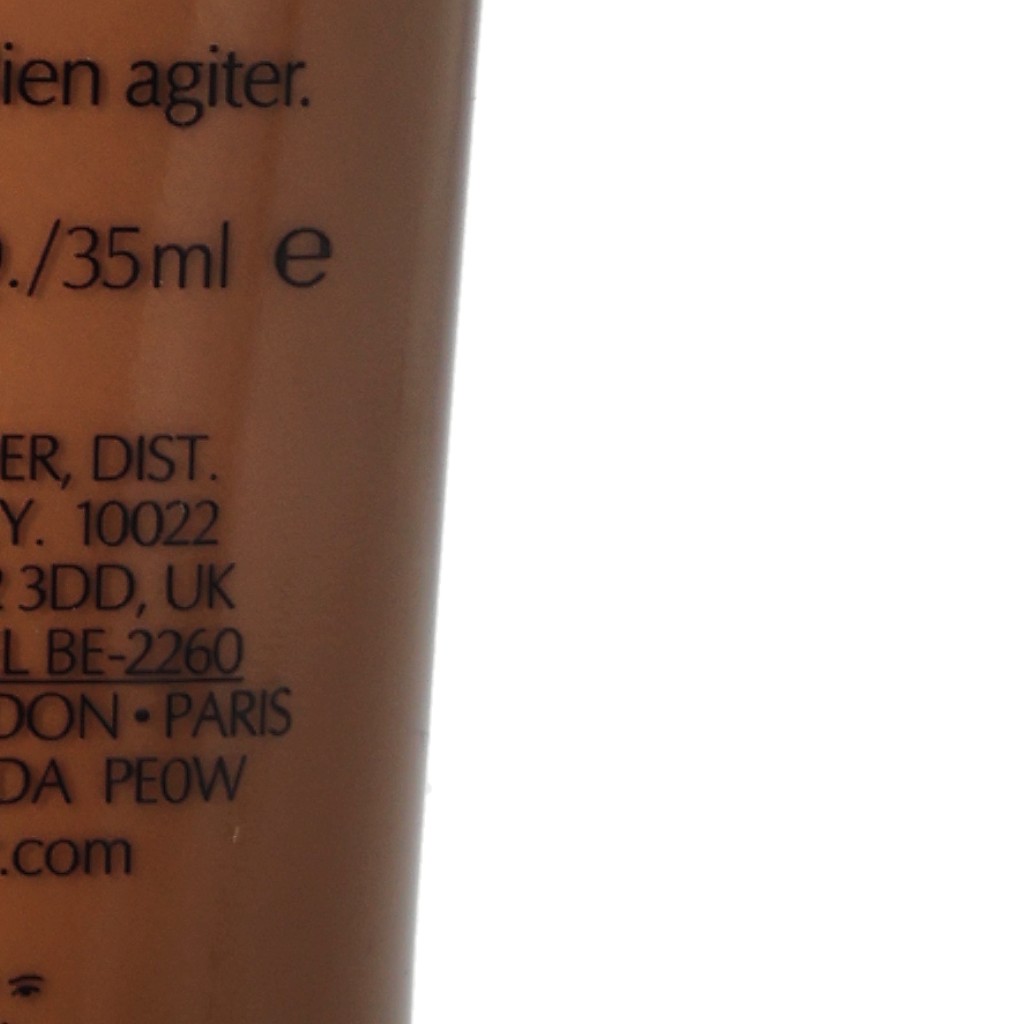 ien agiter.
./35ml e
ER, DIST.
Y. 10022
3DD, UK
L BE-2260
DON • PARIS
DA PE0W
.com